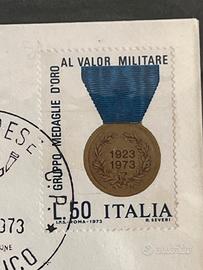 AL VALOR MILITARE
GRUPPO MEDAGLIE D'ORO
1923
1973
L.50 ITALIA
I.P.S.-ROMA-1973 R. SEVERI
973